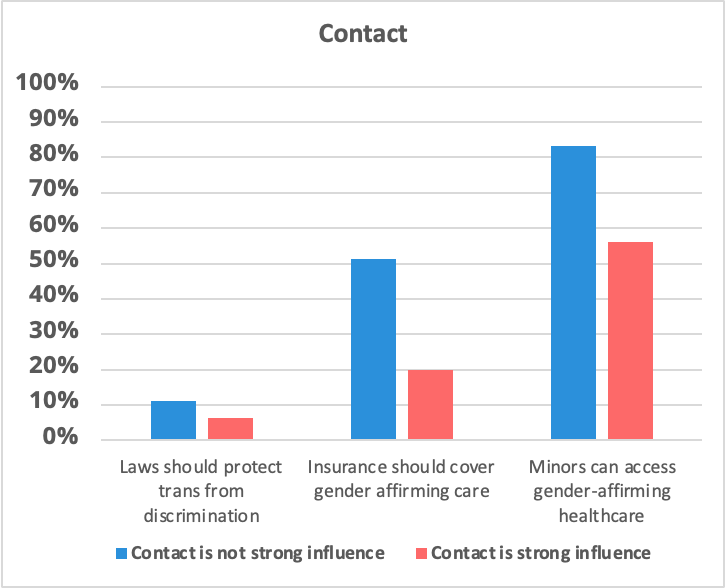 Contact
100%
90%
80%
70%
60%
50%
40%
30%
20%
10%
0%
Laws should protect
trans from
discrimination
Insurance should cover
gender affirming care
Minors can access
gender-affirming
healthcare
Contact is not strong influence
Contact is strong influence